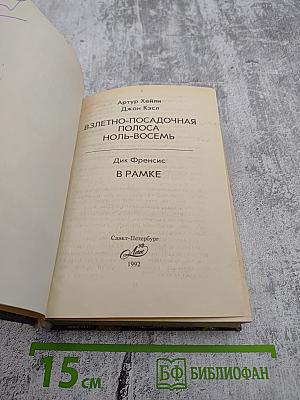 Артур Хейли
Джон Кэсл
ВЗЛЕТНО-ПОСАДОЧНАЯ
ПОЛОСА
НОЛЬ-ВОСЕМЬ
Дик Френсис
В РАМКЕ
Санкт-Петербург
1992
15 см
БФ БИБЛИОФАН